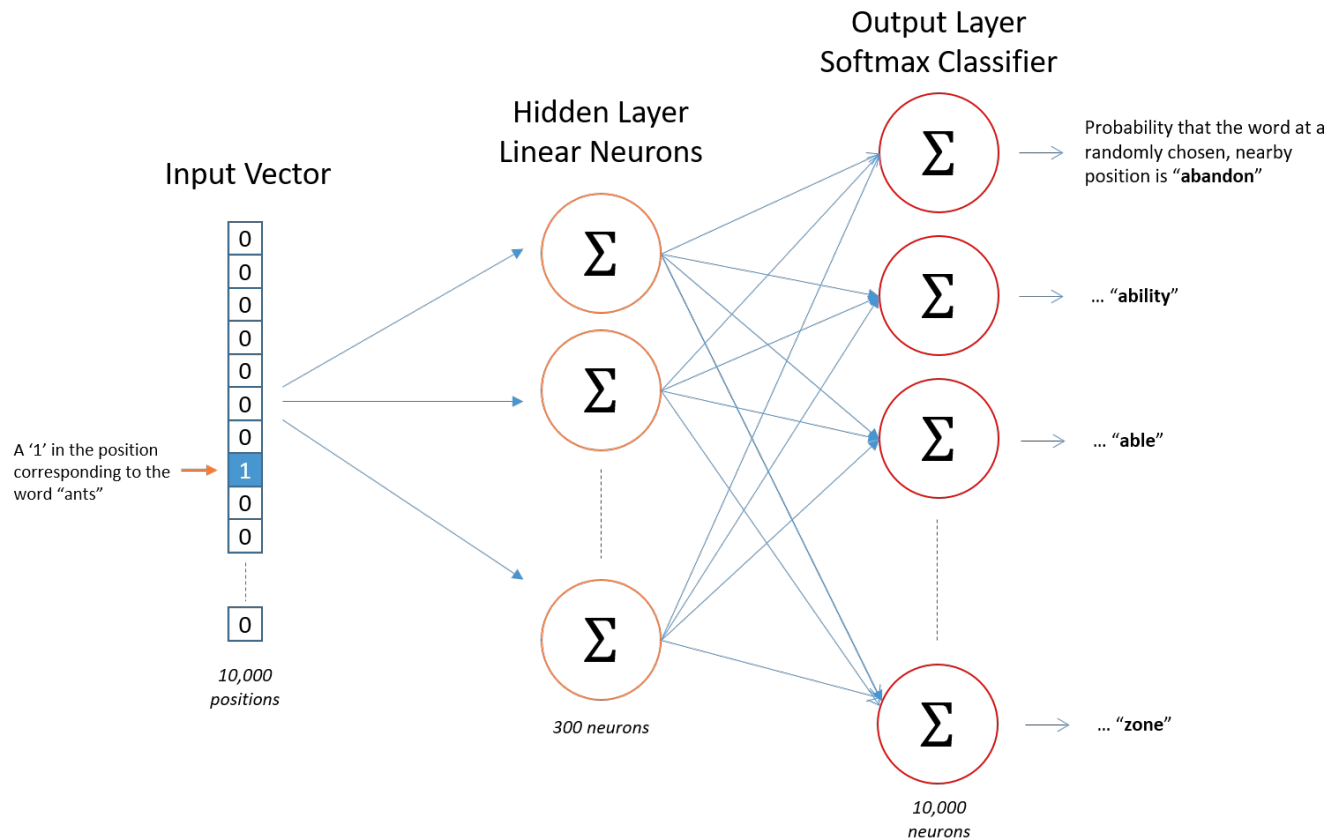 Output Layer
Softmax Classifier
Hidden Layer
Linear Neurons
Input Vector
0
0
0
0
0
0
0
1
0
0
0
A ‘1’ in the position
corresponding to the
word “ants”
10,000
positions
Σ
Σ
Σ
300 neurons
Σ
Σ
Σ
Σ
10,000
neurons
Probability that the word at a
randomly chosen, nearby
position is “abandon”
... “ability”
... “able”
... “zone”